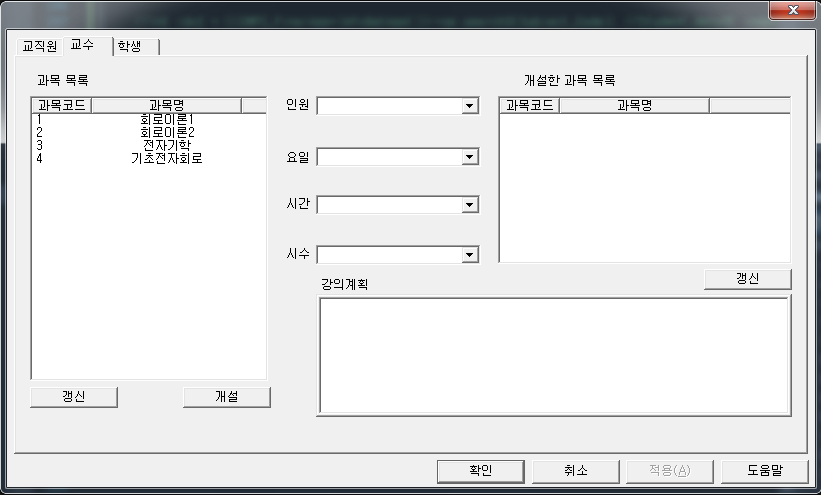 교직원 교수 학생
과목 목록
과목코드 과목명
1 회로이론1
2 회로이론2
3 전자기학
4 기초전자회로
갱신 개설
인원
요일
시간
시수
개설한 과목 목록
과목코드 과목명
갱신
강의계획
확인 취소 적용(A) 도움말